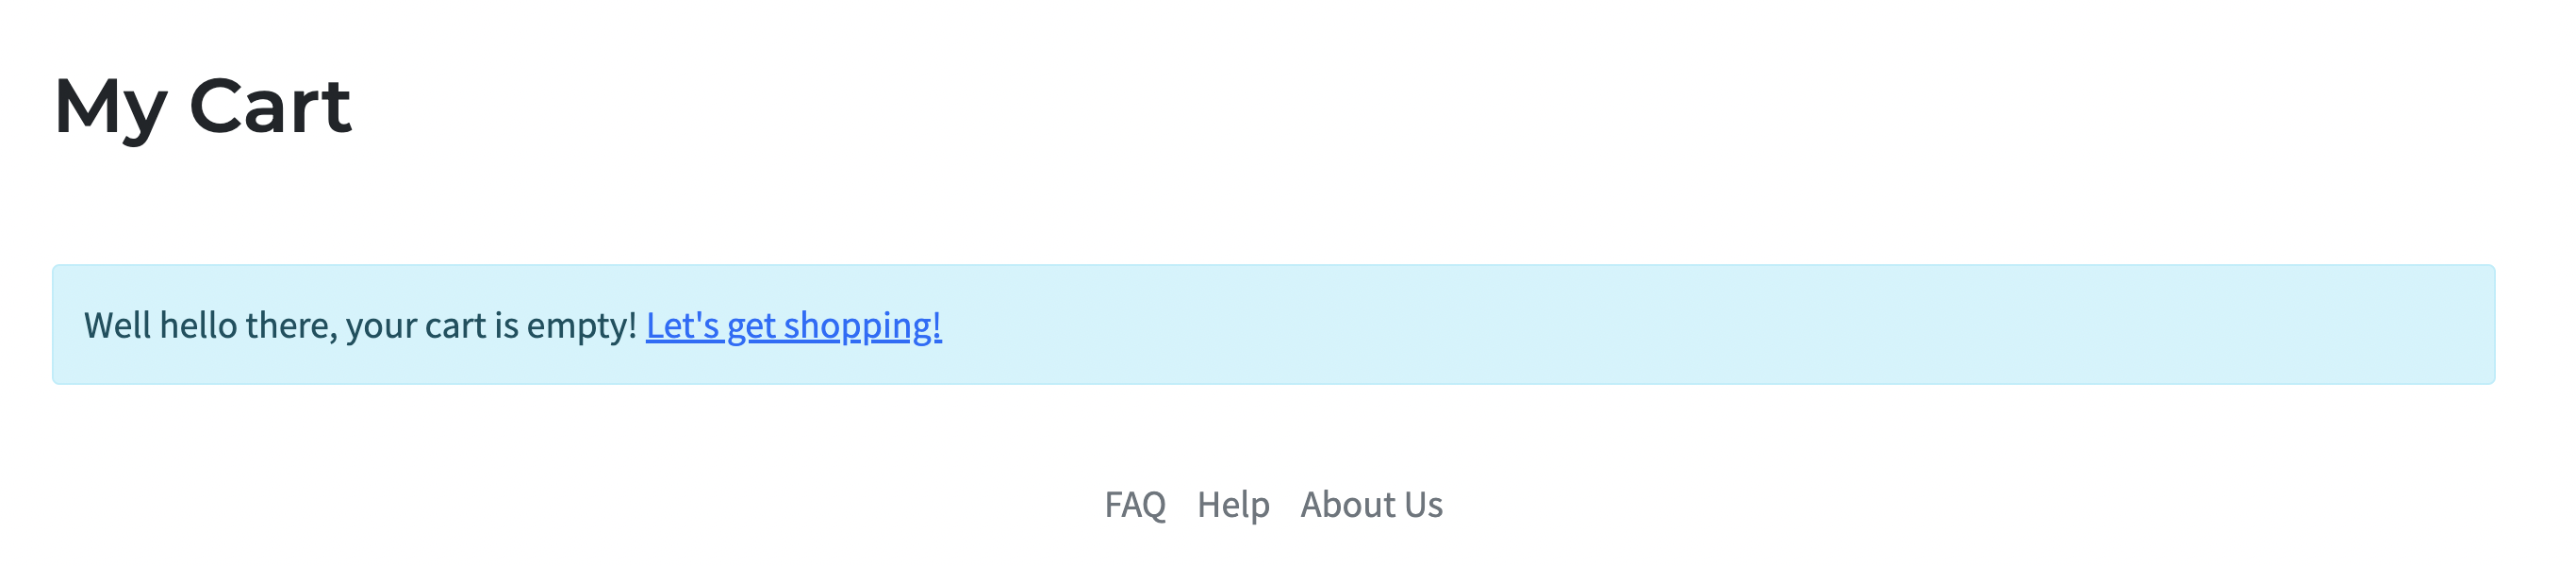 My Cart
Well hello there, your cart is empty! Let's get shopping!
FAQ Help About Us